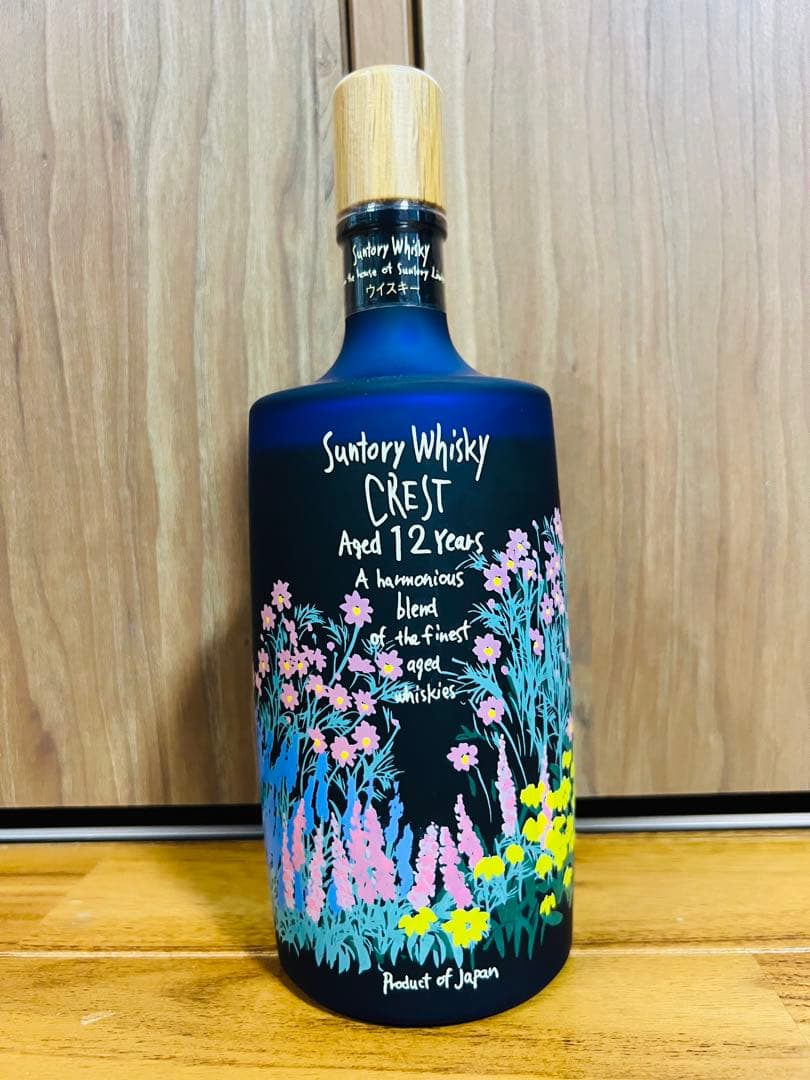 Suntory Whisky
the house of Suntory
ウイスキー
Suntory Whisky
CREST
Aged 12 Years
A harmonious
blend
of the finest
aged
whiskies
Product of Japan